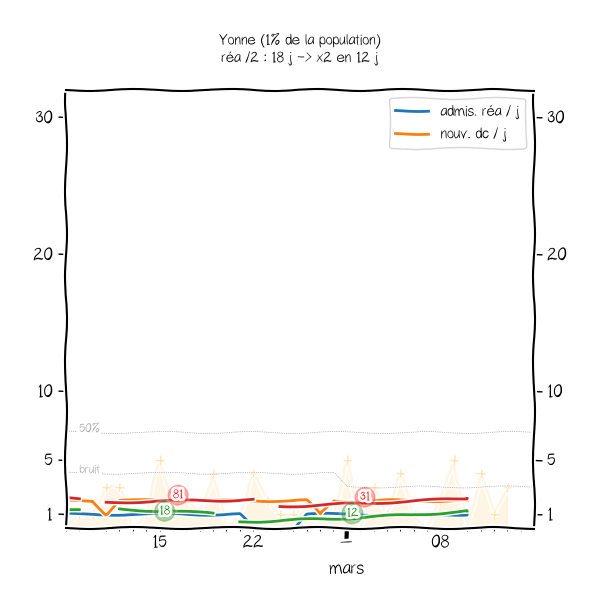 Yonne (1% de la population)
réa /2 : 18 j -> x2 en 12 j
admis. réa / j
nouv. dc / j
30 30
20 20
10 10
50%
5 5
bruit
81 31
18 12
1 1
15 22 1 08
mars